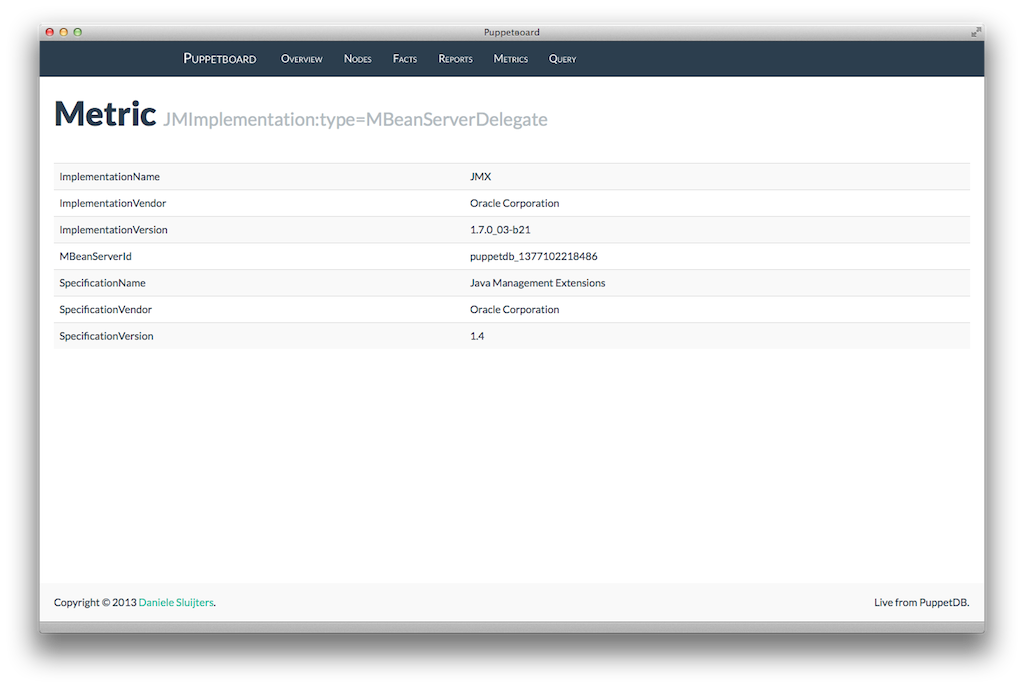 Puppetboard
Puppetboard Overview Nodes Facts Reports Metrics Query
Metric JMImplementation:type=MBeanServerDelegate
ImplementationName JMX
ImplementationVendor Oracle Corporation
ImplementationVersion 1.7.0_03-b21
MBeanServerId puppetdb_1377102218486
SpecificationName Java Management Extensions
SpecificationVendor Oracle Corporation
SpecificationVersion 1.4
Copyright © 2013 Daniele Sluijters. Live from PuppetDB.